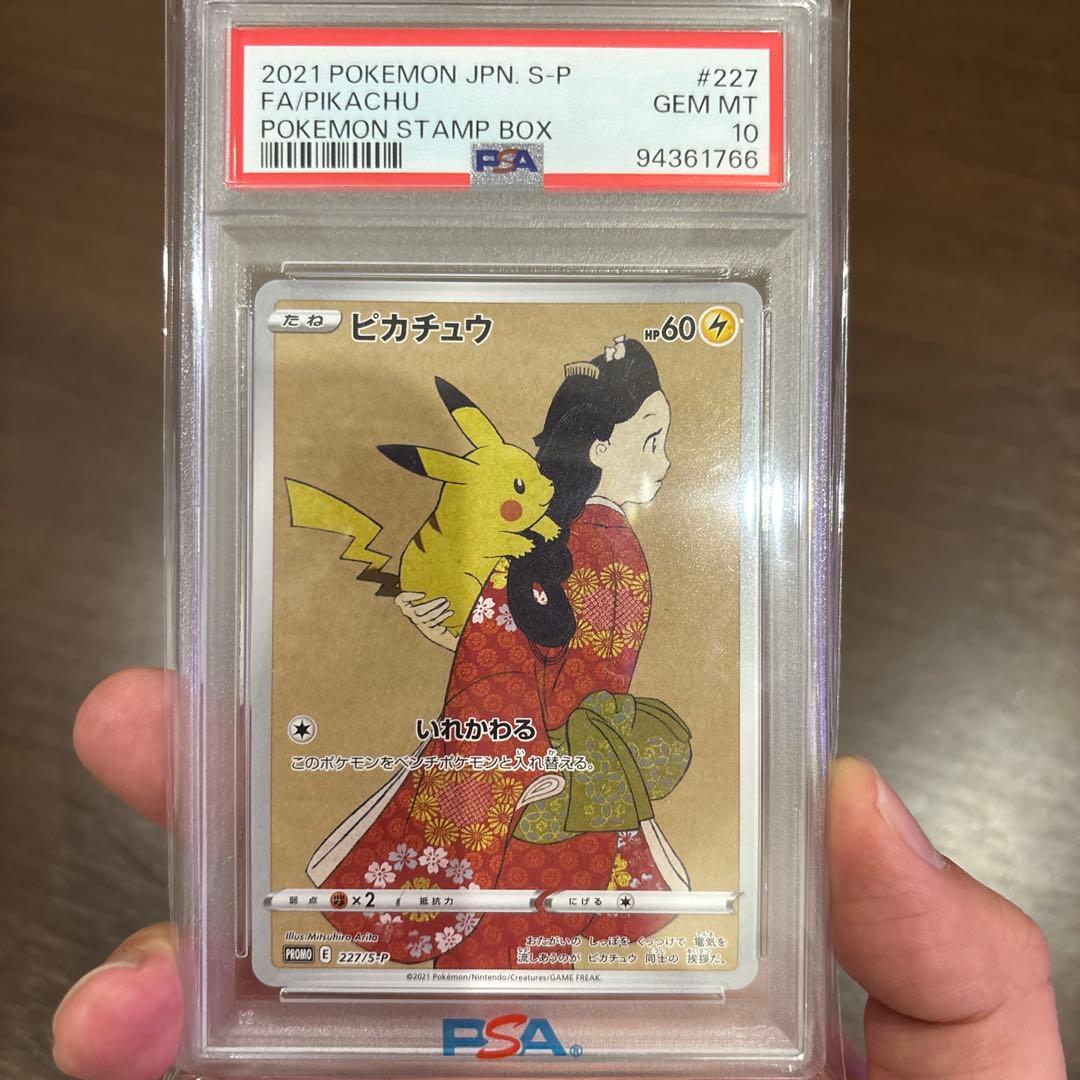 2021 POKEMON JPN. S-P #227
FA/PIKACHU GEM MT
POKEMON STAMP BOX 10
PSA 94361766
たね ピカチュウ HP60
いれかわる
このポケモンをベンチポケモンと入れ替える。
弱点 ×2 抵抗力 にげる
Illus. Mitsuhiro Arita
おたがいの しっぽを くっつけて 電気を
PROMO E 227/S-P 流しあうのが ピカチュウ 同士の 挨拶だ。
©2021 Pokémon/Nintendo/Creatures/GAME FREAK.
PSA®